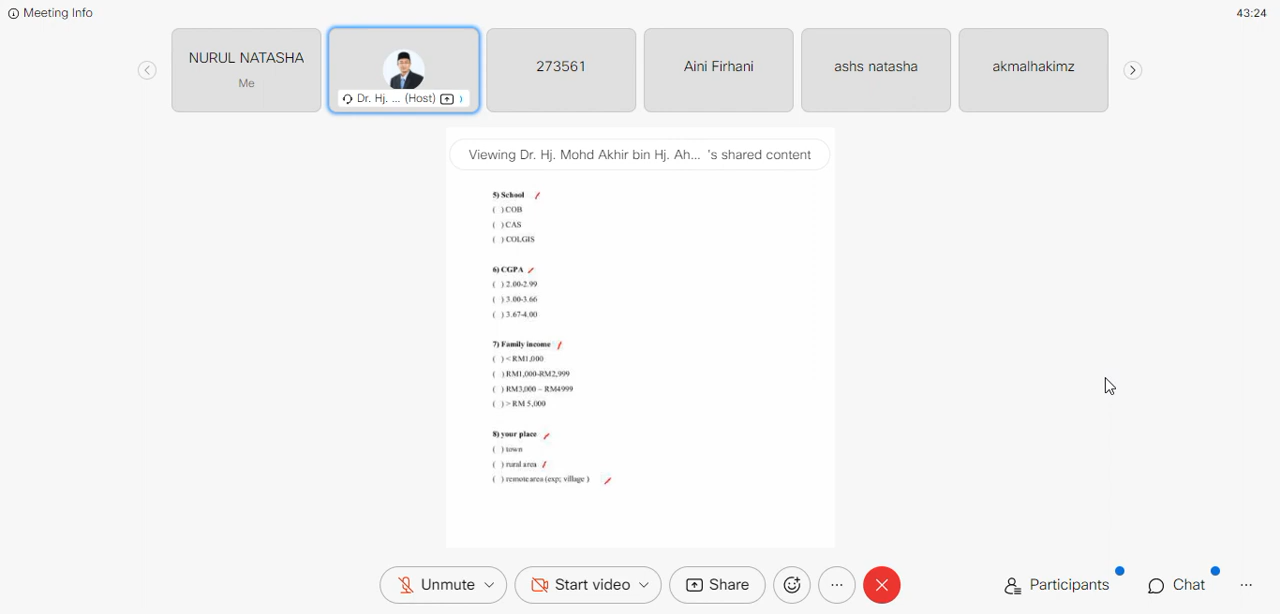 Meeting Info
43:24
NURUL NATASHA
Me
Dr. Hj. ... (Host)
273561
Aini Firhani
ashs natasha
akmalhakimz
Viewing Dr. Hj. Mohd Akhir bin Hj. Ah... 's shared content
5) School
( ) COB
( ) CAS
( ) COLGIS
6) CGPA
( ) 2.00-2.99
( ) 3.00-3.66
( ) 3.67-4.00
7) Family income
( ) < RM1,000
( ) RM1,000-RM2,999
( ) RM3,000 – RM4999
( ) > RM 5,000
8) your place
( ) town
( ) rural area
( ) remote area (exp; village )
Unmute
Start video
Share
...
Participants
Chat
...